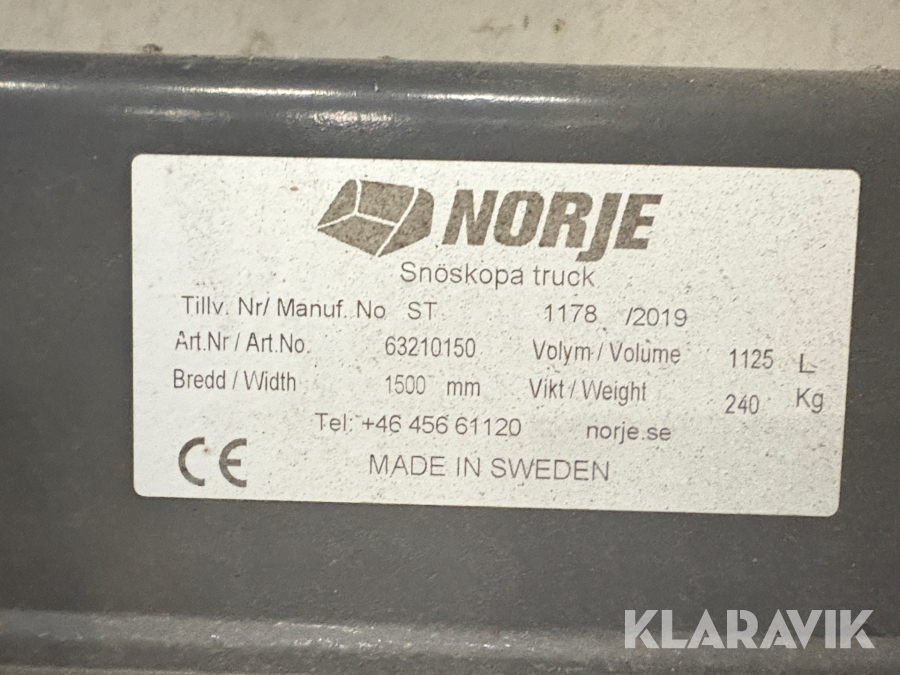 NORJE
Snöskopa truck
Tillv. Nr/ Manuf. No ST 1178 /2019
Art.Nr / Art.No. 63210150 Volym / Volume 1125 L
Bredd / Width 1500 mm Vikt / Weight 240 Kg
Tel: +46 456 61120 norje.se
CE MADE IN SWEDEN
KLARAVIK